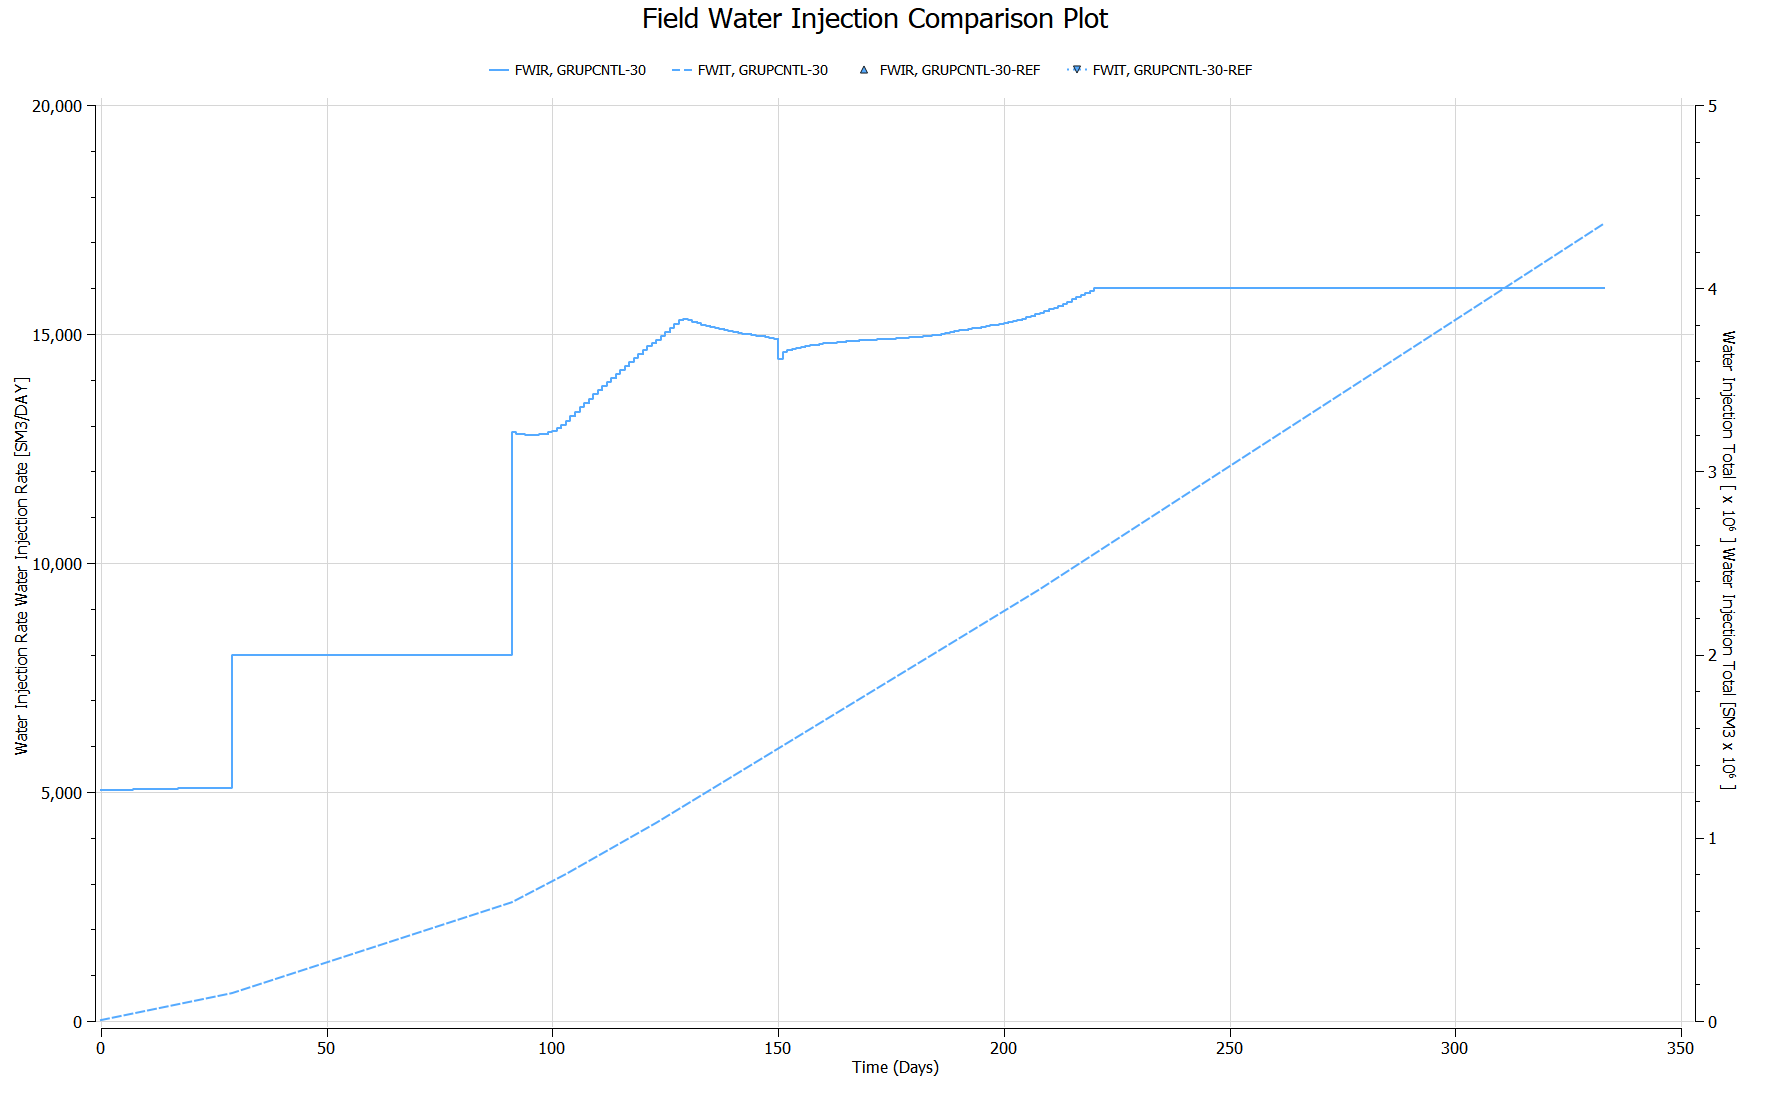 Field Water Injection Comparison Plot
FWIR, GRUPCNTL-30 FWIT, GRUPCNTL-30 FWIR, GRUPCNTL-30-REF FWIT, GRUPCNTL-30-REF
20,000
15,000
10,000
5,000
0
Water Injection Rate Water Injection Rate [SM3/DAY]
5
4
3
2
1
0
Water Injection Total [ x 10⁶ ] Water Injection Total [SM3 x 10⁶ ]
0 50 100 150 200 250 300 350
Time (Days)